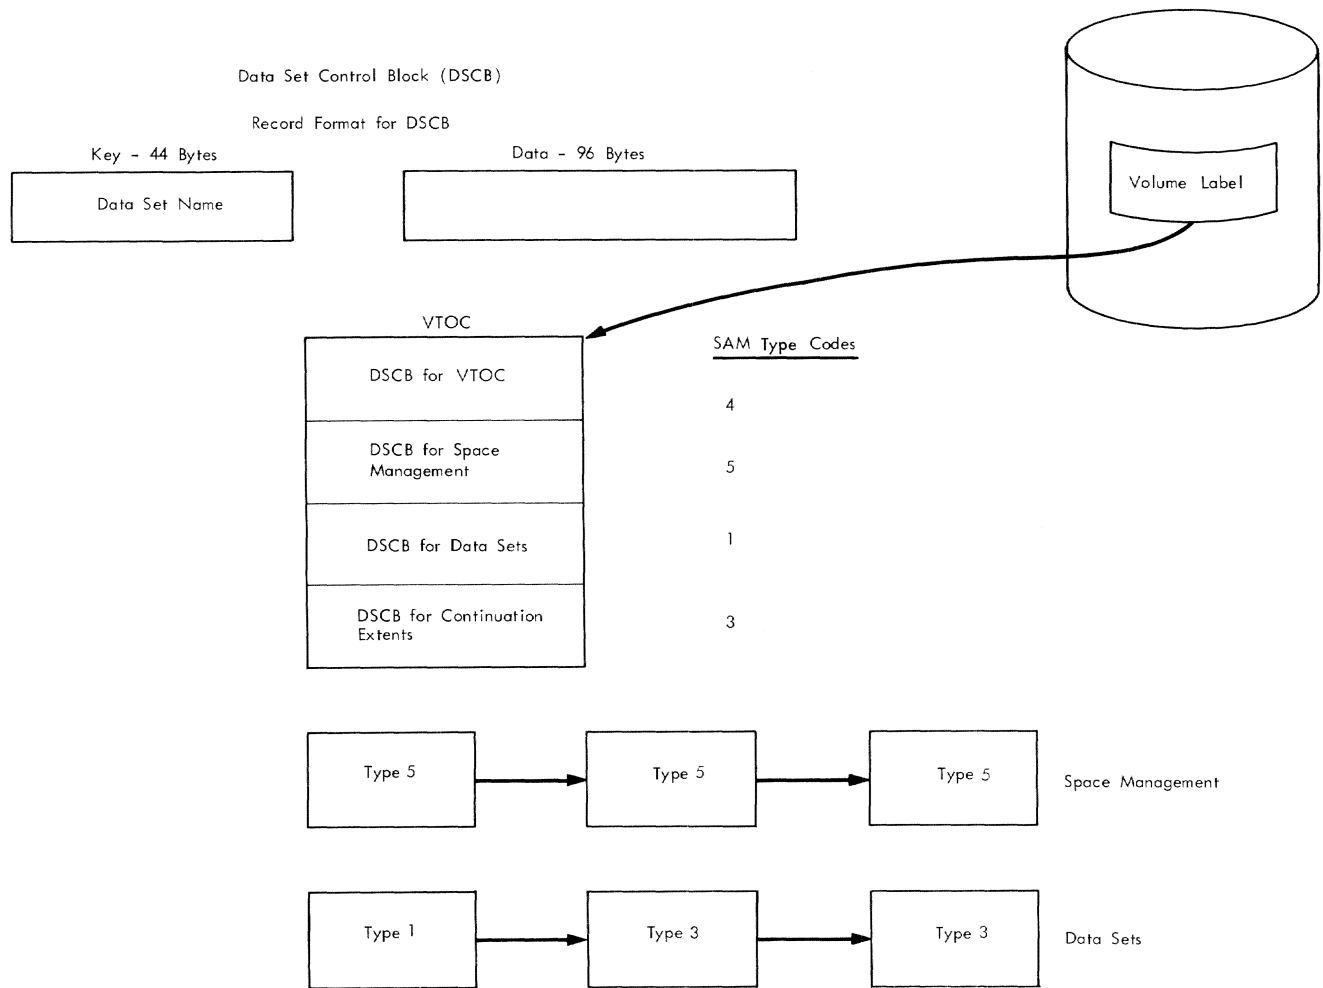 Data Set Control Block (DSCB)
Record Format for DSCB
Key - 44 Bytes
Data - 96 Bytes
Data Set Name
Volume Label
VTOC
SAM Type Codes
DSCB for VTOC
4
DSCB for Space
Management
5
DSCB for Data Sets
1
DSCB for Continuation
Extents
3
Type 5
Type 5
Type 5
Space Management
Type 1
Type 3
Type 3
Data Sets